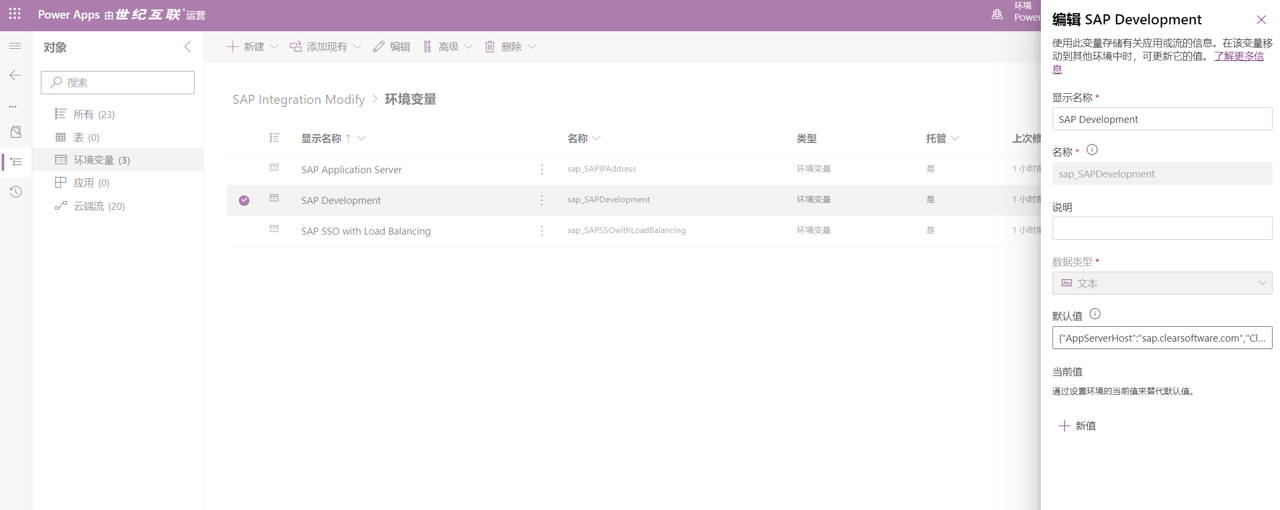 Power Apps 由世纪互联运营
环境
Power
对象
搜索
所有 (23)
表 (0)
环境变量 (3)
应用 (0)
云端流 (20)
新建
添加现有
编辑
高级
删除
SAP Integration Modify > 环境变量
显示名称 ↑ 名称 类型 托管 上次修
SAP Application Server sap_SAPIPAddress 环境变量 是 1 小时前
SAP Development sap_SAPDevelopment 环境变量 是 1 小时前
SAP SSO with Load Balancing sap_SAPSSOwithLoadBalancing 环境变量 是 1 小时前
编辑 SAP Development
使用此变量存储有关应用或流的信息。在该变量移
动到其他环境中时，可更新它的值。了解更多信
息
显示名称 *
SAP Development
名称 *
sap_SAPDevelopment
说明
数据类型 *
Abc 文本
默认值
{"AppServerHost":"sap.clearsoftware.com","Cl...
当前值
通过设置环境的当前值来替代默认值。
新值